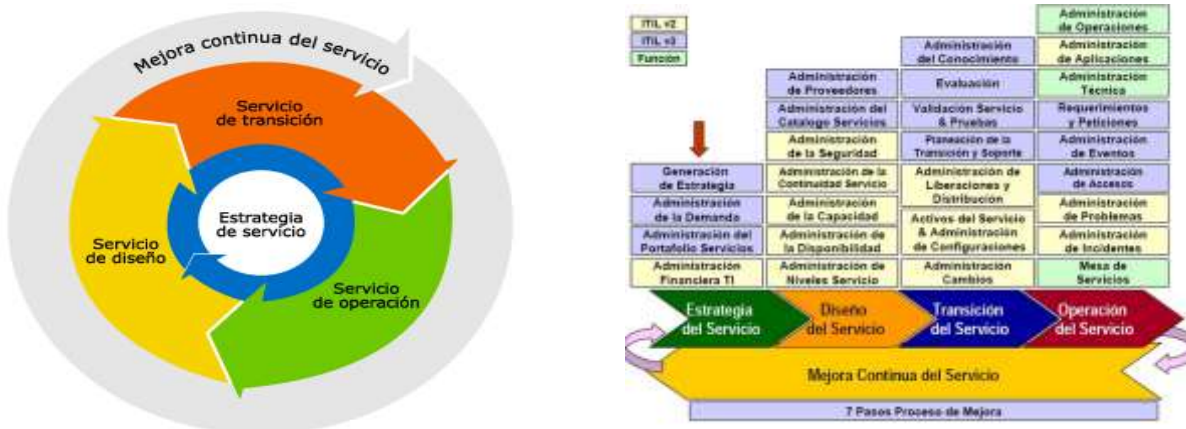 Mejora continua del servicio
Servicio
de transición
Estrategia
de servicio
Servicio
de diseño
Servicio
de operación
ITIL v2
ITIL v3
Función
Generación
de Estrategia
Administración
de la Demanda
Administración del
Portafolio Servicios
Administración
Financiera TI
Administración
de Proveedores
Administración del
Catalogo Servicios
Administración
de la Seguridad
Administración de la
Continuidad Servicio
Administración
de la Capacidad
Administración de
la Disponibilidad
Administración de
Niveles Servicio
Administración
del Conocimiento
Evaluación
Validación Servicio
& Pruebas
Planeación de la
Transición y Soporte
Administración de
Liberaciones y
Distribución
Activos del Servicio
& Administración
de Configuraciones
Administración
Cambios
Administración
de Operaciones
Administración
de Aplicaciones
Administración
Técnica
Requerimientos
y Peticiones
Administración
de Eventos
Administración
de Accesos
Administración
de Problemas
Administración
de Incidentes
Mesa de
Servicios
Estrategia
del Servicio
Diseño
del Servicio
Transición
del Servicio
Operación
del Servicio
Mejora Continua del Servicio
7 Pasos Proceso de Mejora